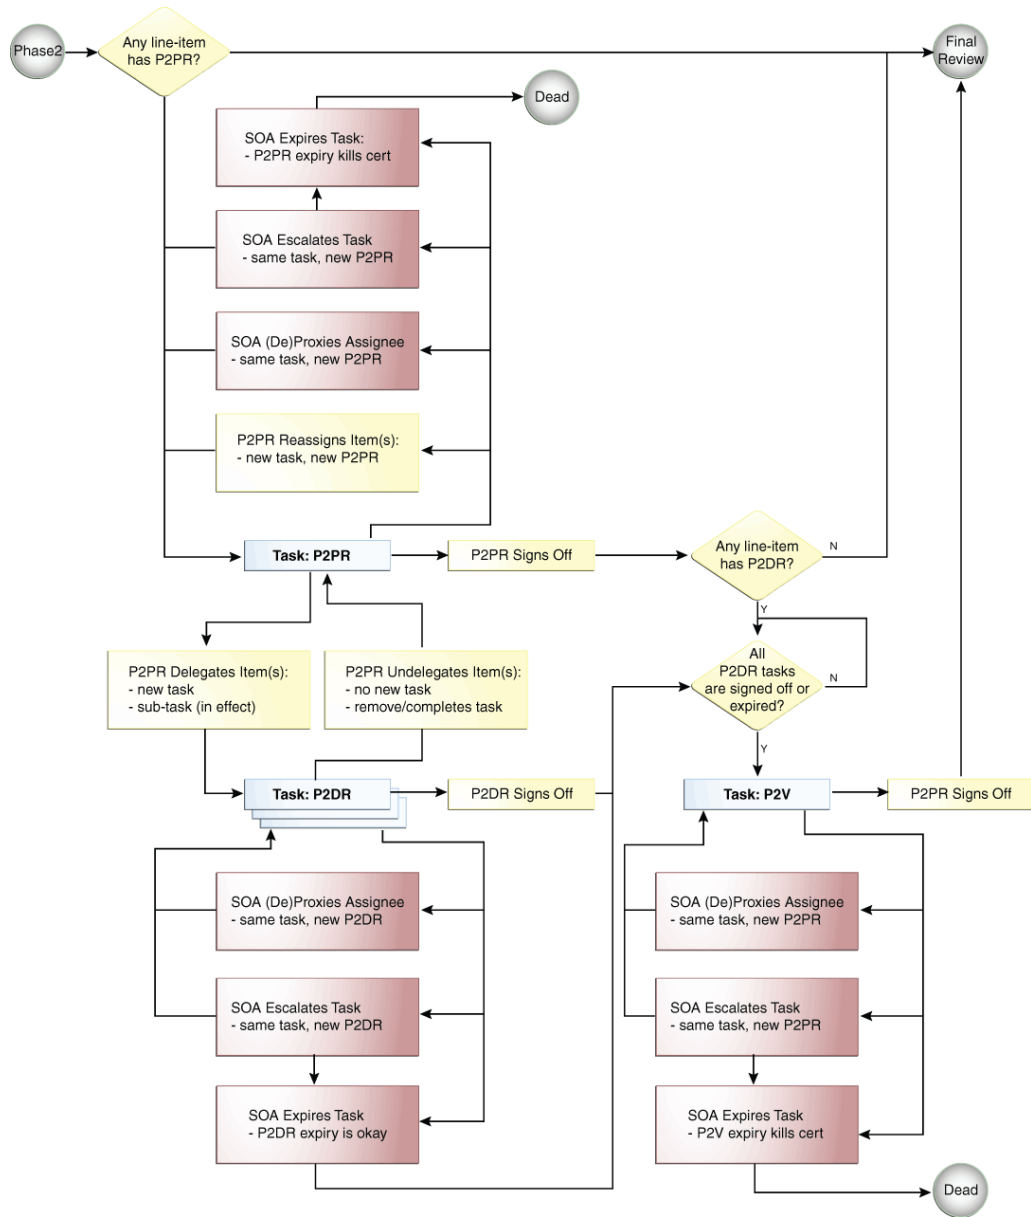 Phase2
Any line-item
has P2PR?
Final
Review
Dead
SOA Expires Task:
- P2PR expiry kills cert
SOA Escalates Task
- same task, new P2PR
SOA (De)Proxies Assignee
- same task, new P2PR
P2PR Reassigns Item(s):
- new task, new P2PR
Task: P2PR
P2PR Signs Off
Any line-item
has P2DR?
N
Y
P2PR Delegates Item(s):
- new task
- sub-task (in effect)
P2PR Undelegates Item(s):
- no new task
- remove/completes task
All
P2DR tasks
are signed off or
expired?
N
Y
Task: P2DR
P2DR Signs Off
Task: P2V
P2PR Signs Off
SOA (De)Proxies Assignee
- same task, new P2DR
SOA (De)Proxies Assignee
- same task, new P2PR
SOA Escalates Task
- same task, new P2DR
SOA Escalates Task
- same task, new P2PR
SOA Expires Task
- P2DR expiry is okay
SOA Expires Task
- P2V expiry kills cert
Dead